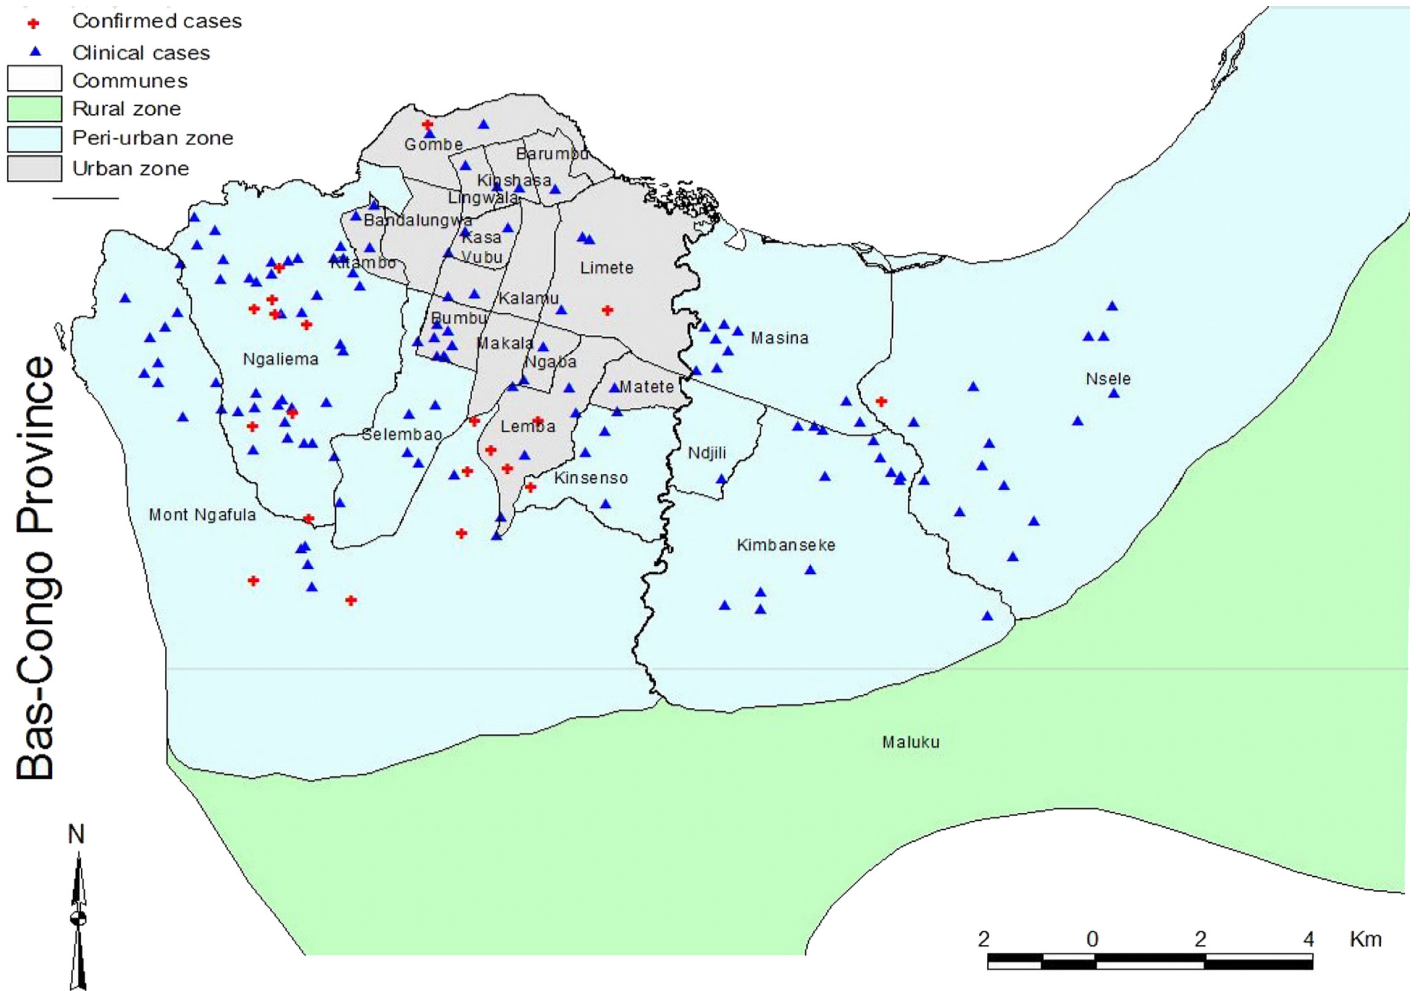 Confirmed cases
Clinical cases
Communes
Rural zone
Peri-urban zone
Urban zone
Gombe
Barumbu
Kinshasa
Lingwala
Bandalungwa
Kasa
Vubu
Kitambo
Limete
Kalamu
Bumbu
Makala
Ngaba
Masina
Ngaliema
Matete
Nsele
Lemba
Selembao
Ndjili
Kinsenso
Mont Ngafula
Kimbanseke
Maluku
Bas-Congo Province
N
2 0 2 4 Km